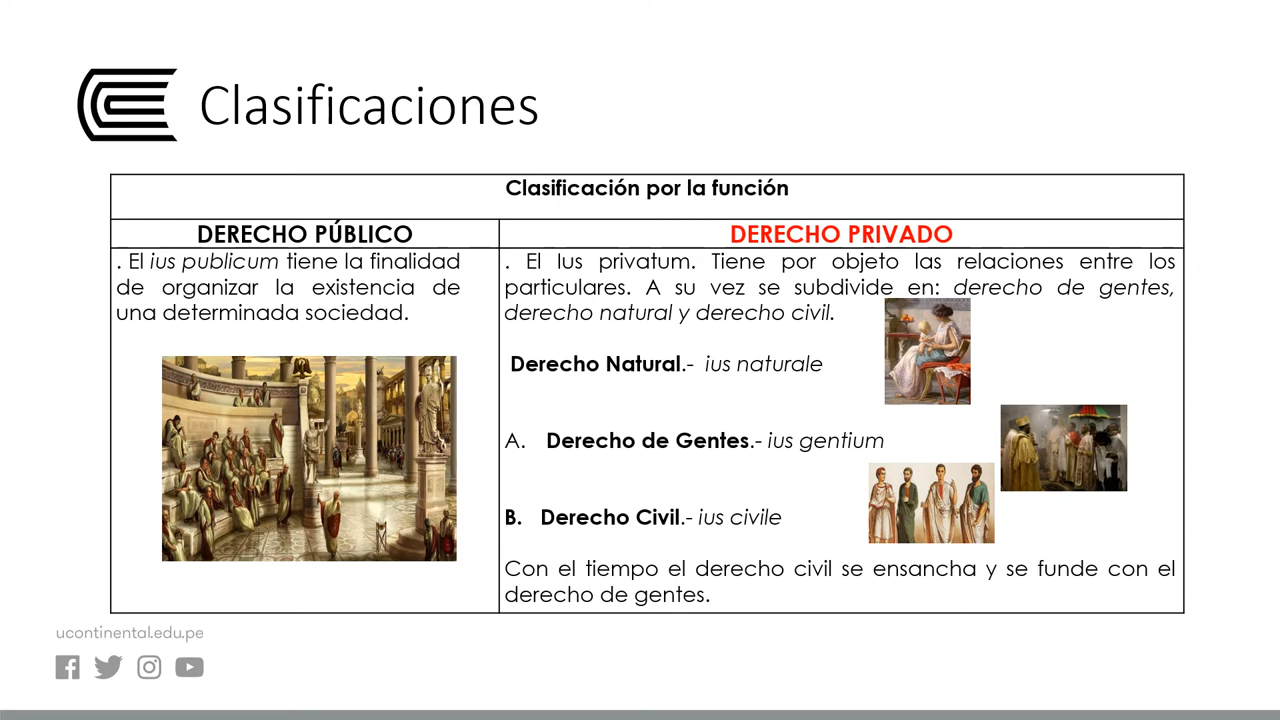 Clasificaciones
Clasificación por la función
DERECHO PÚBLICO
DERECHO PRIVADO
. El ius publicum tiene la finalidad
de organizar la existencia de
una determinada sociedad.
. El Ius privatum. Tiene por objeto las relaciones entre los
particulares. A su vez se subdivide en: derecho de gentes,
derecho natural y derecho civil.
Derecho Natural.- ius naturale
A. Derecho de Gentes.- ius gentium
B. Derecho Civil.- ius civile
Con el tiempo el derecho civil se ensancha y se funde con el
derecho de gentes.
ucontinental.edu.pe